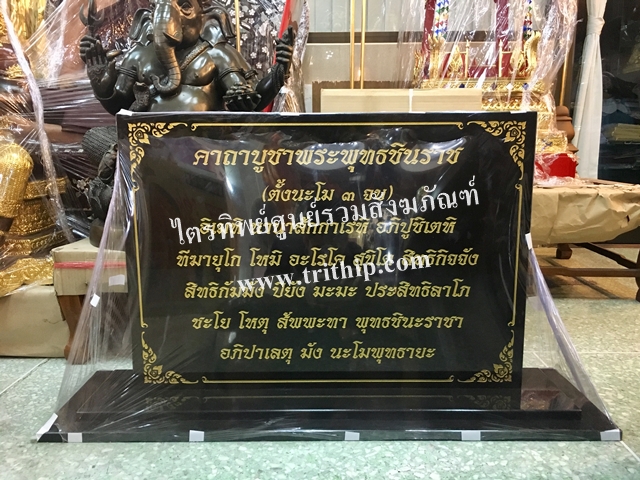 คาถาบูชาพระพุทธชินราช
(ตั้งนะโม ๓ จบ)
ไตรทิพย์ศูนย์รวมสังฆภัณฑ์
อภิปูชิเตหิ
ทีฆายุโก โหมิ อะโรโค สุขิโต สิทธิกิจจัง
www.trithip.com
สิทธิกัมมัง ปิยัง มะมะ ประสิทธิลาโภ
ชะโย โหตุ สัพพะทา พุทธชินะราชา
อภิปาเลตุ มัง นะโมพุทธายะ